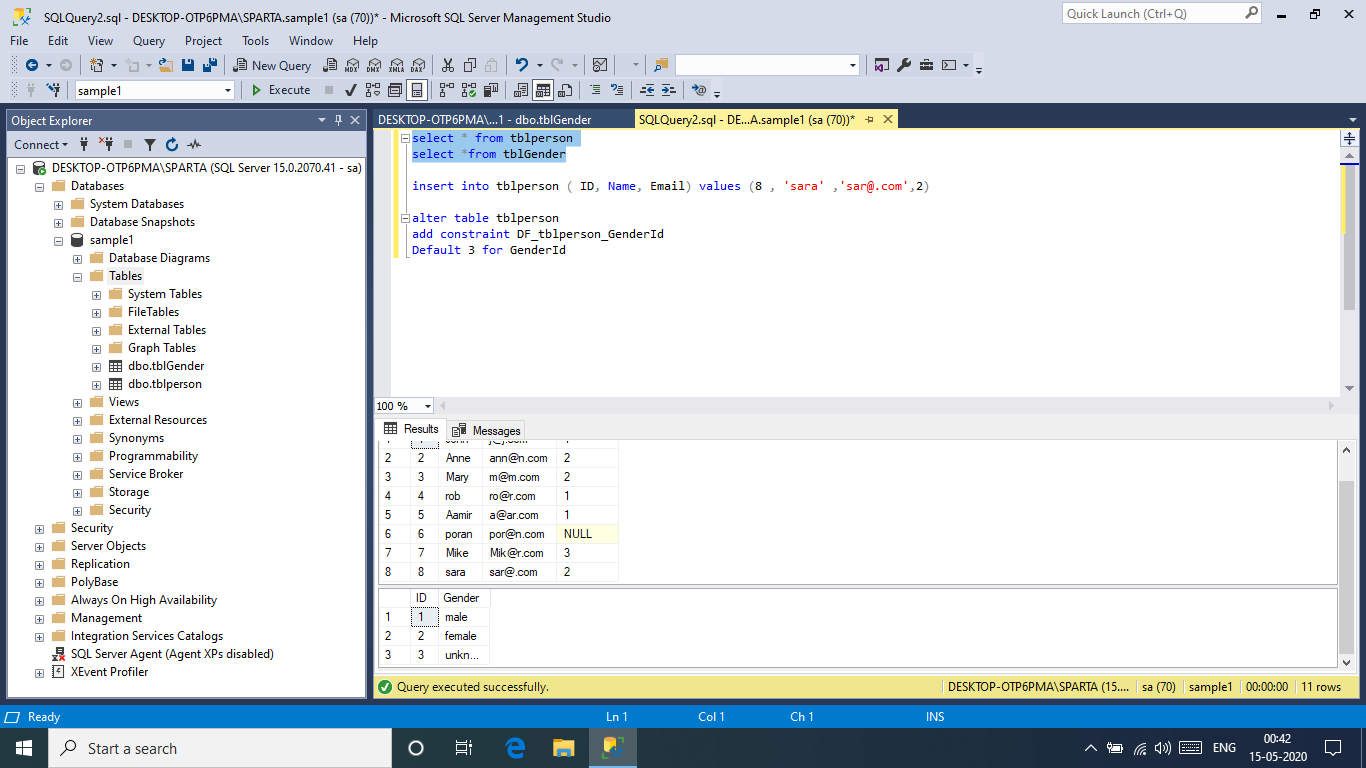 SQLQuery2.sql - DESKTOP-OTP6PMA\SPARTA.sample1 (sa (70))* - Microsoft SQL Server Management Studio
Quick Launch (Ctrl+Q)
File Edit View Query Project Tools Window Help
New Query
MDX DMX XMLA DAX
sample1
Execute
Object Explorer
DESKTOP-OTP6PMA\...1 - dbo.tblGender
SQLQuery2.sql - DE...A.sample1 (sa (70))*
Connect
DESKTOP-OTP6PMA\SPARTA (SQL Server 15.0.2070.41 - sa)
Databases
System Databases
Database Snapshots
sample1
Database Diagrams
Tables
System Tables
FileTables
External Tables
Graph Tables
dbo.tblGender
dbo.tblperson
Views
External Resources
Synonyms
Programmability
Service Broker
Storage
Security
Security
Server Objects
Replication
PolyBase
Always On High Availability
Management
Integration Services Catalogs
SQL Server Agent (Agent XPs disabled)
XEvent Profiler
select * from tblperson
select *from tblGender
insert into tblperson ( ID, Name, Email) values (8 , 'sara' ,'sar@.com',2)
alter table tblperson
add constraint DF_tblperson_GenderId
Default 3 for GenderId
100 %
Results Messages
2 2 Anne ann@n.com 2
3 3 Mary m@m.com 2
4 4 rob ro@r.com 1
5 5 Aamir a@ar.com 1
6 6 poran por@n.com NULL
7 7 Mike Mik@r.com 3
8 8 sara sar@.com 2
ID Gender
1 1 male
2 2 female
3 3 unkn...
Query executed successfully.
DESKTOP-OTP6PMA\SPARTA (15.... sa (70) sample1 00:00:00 11 rows
Ready
Ln 1 Col 1 Ch 1 INS
Start a search
ENG
00:42
15-05-2020